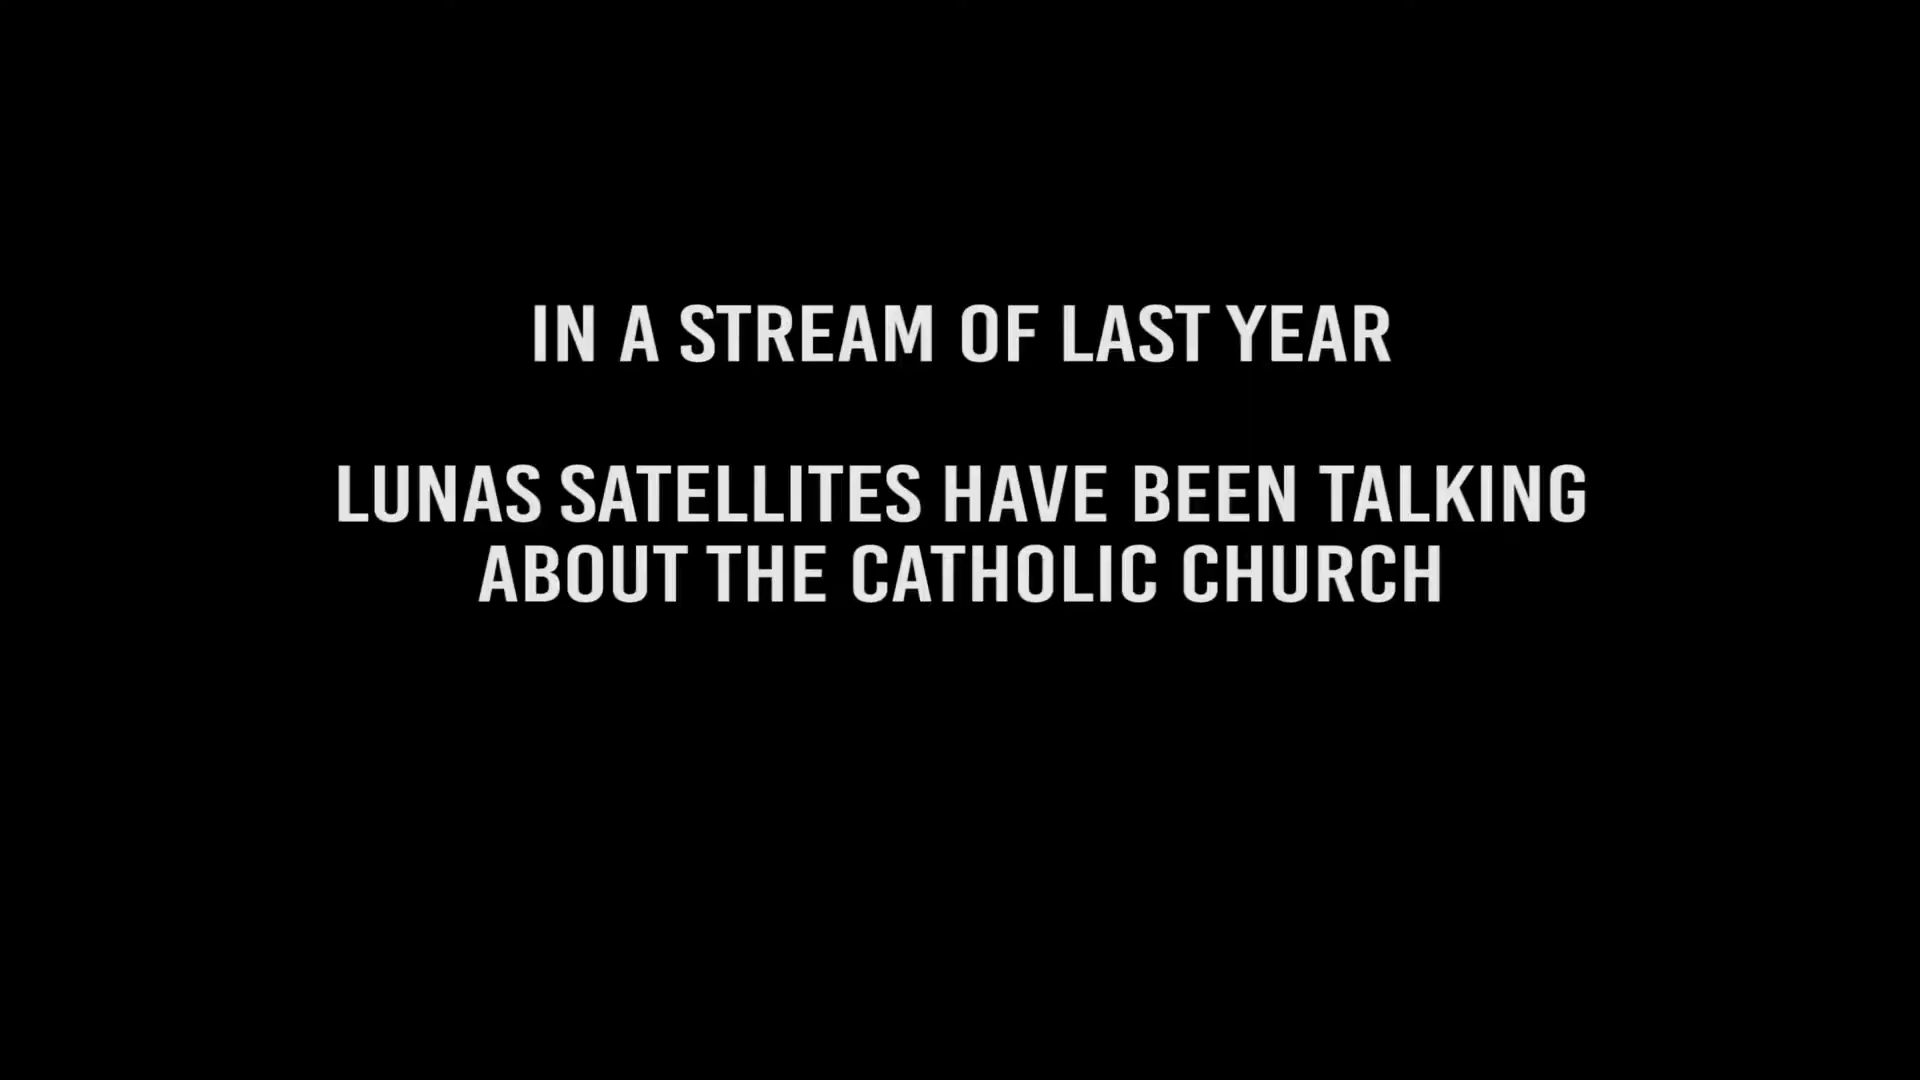 IN A STREAM OF LAST YEAR
LUNAS SATELLITES HAVE BEEN TALKING
ABOUT THE CATHOLIC CHURCH